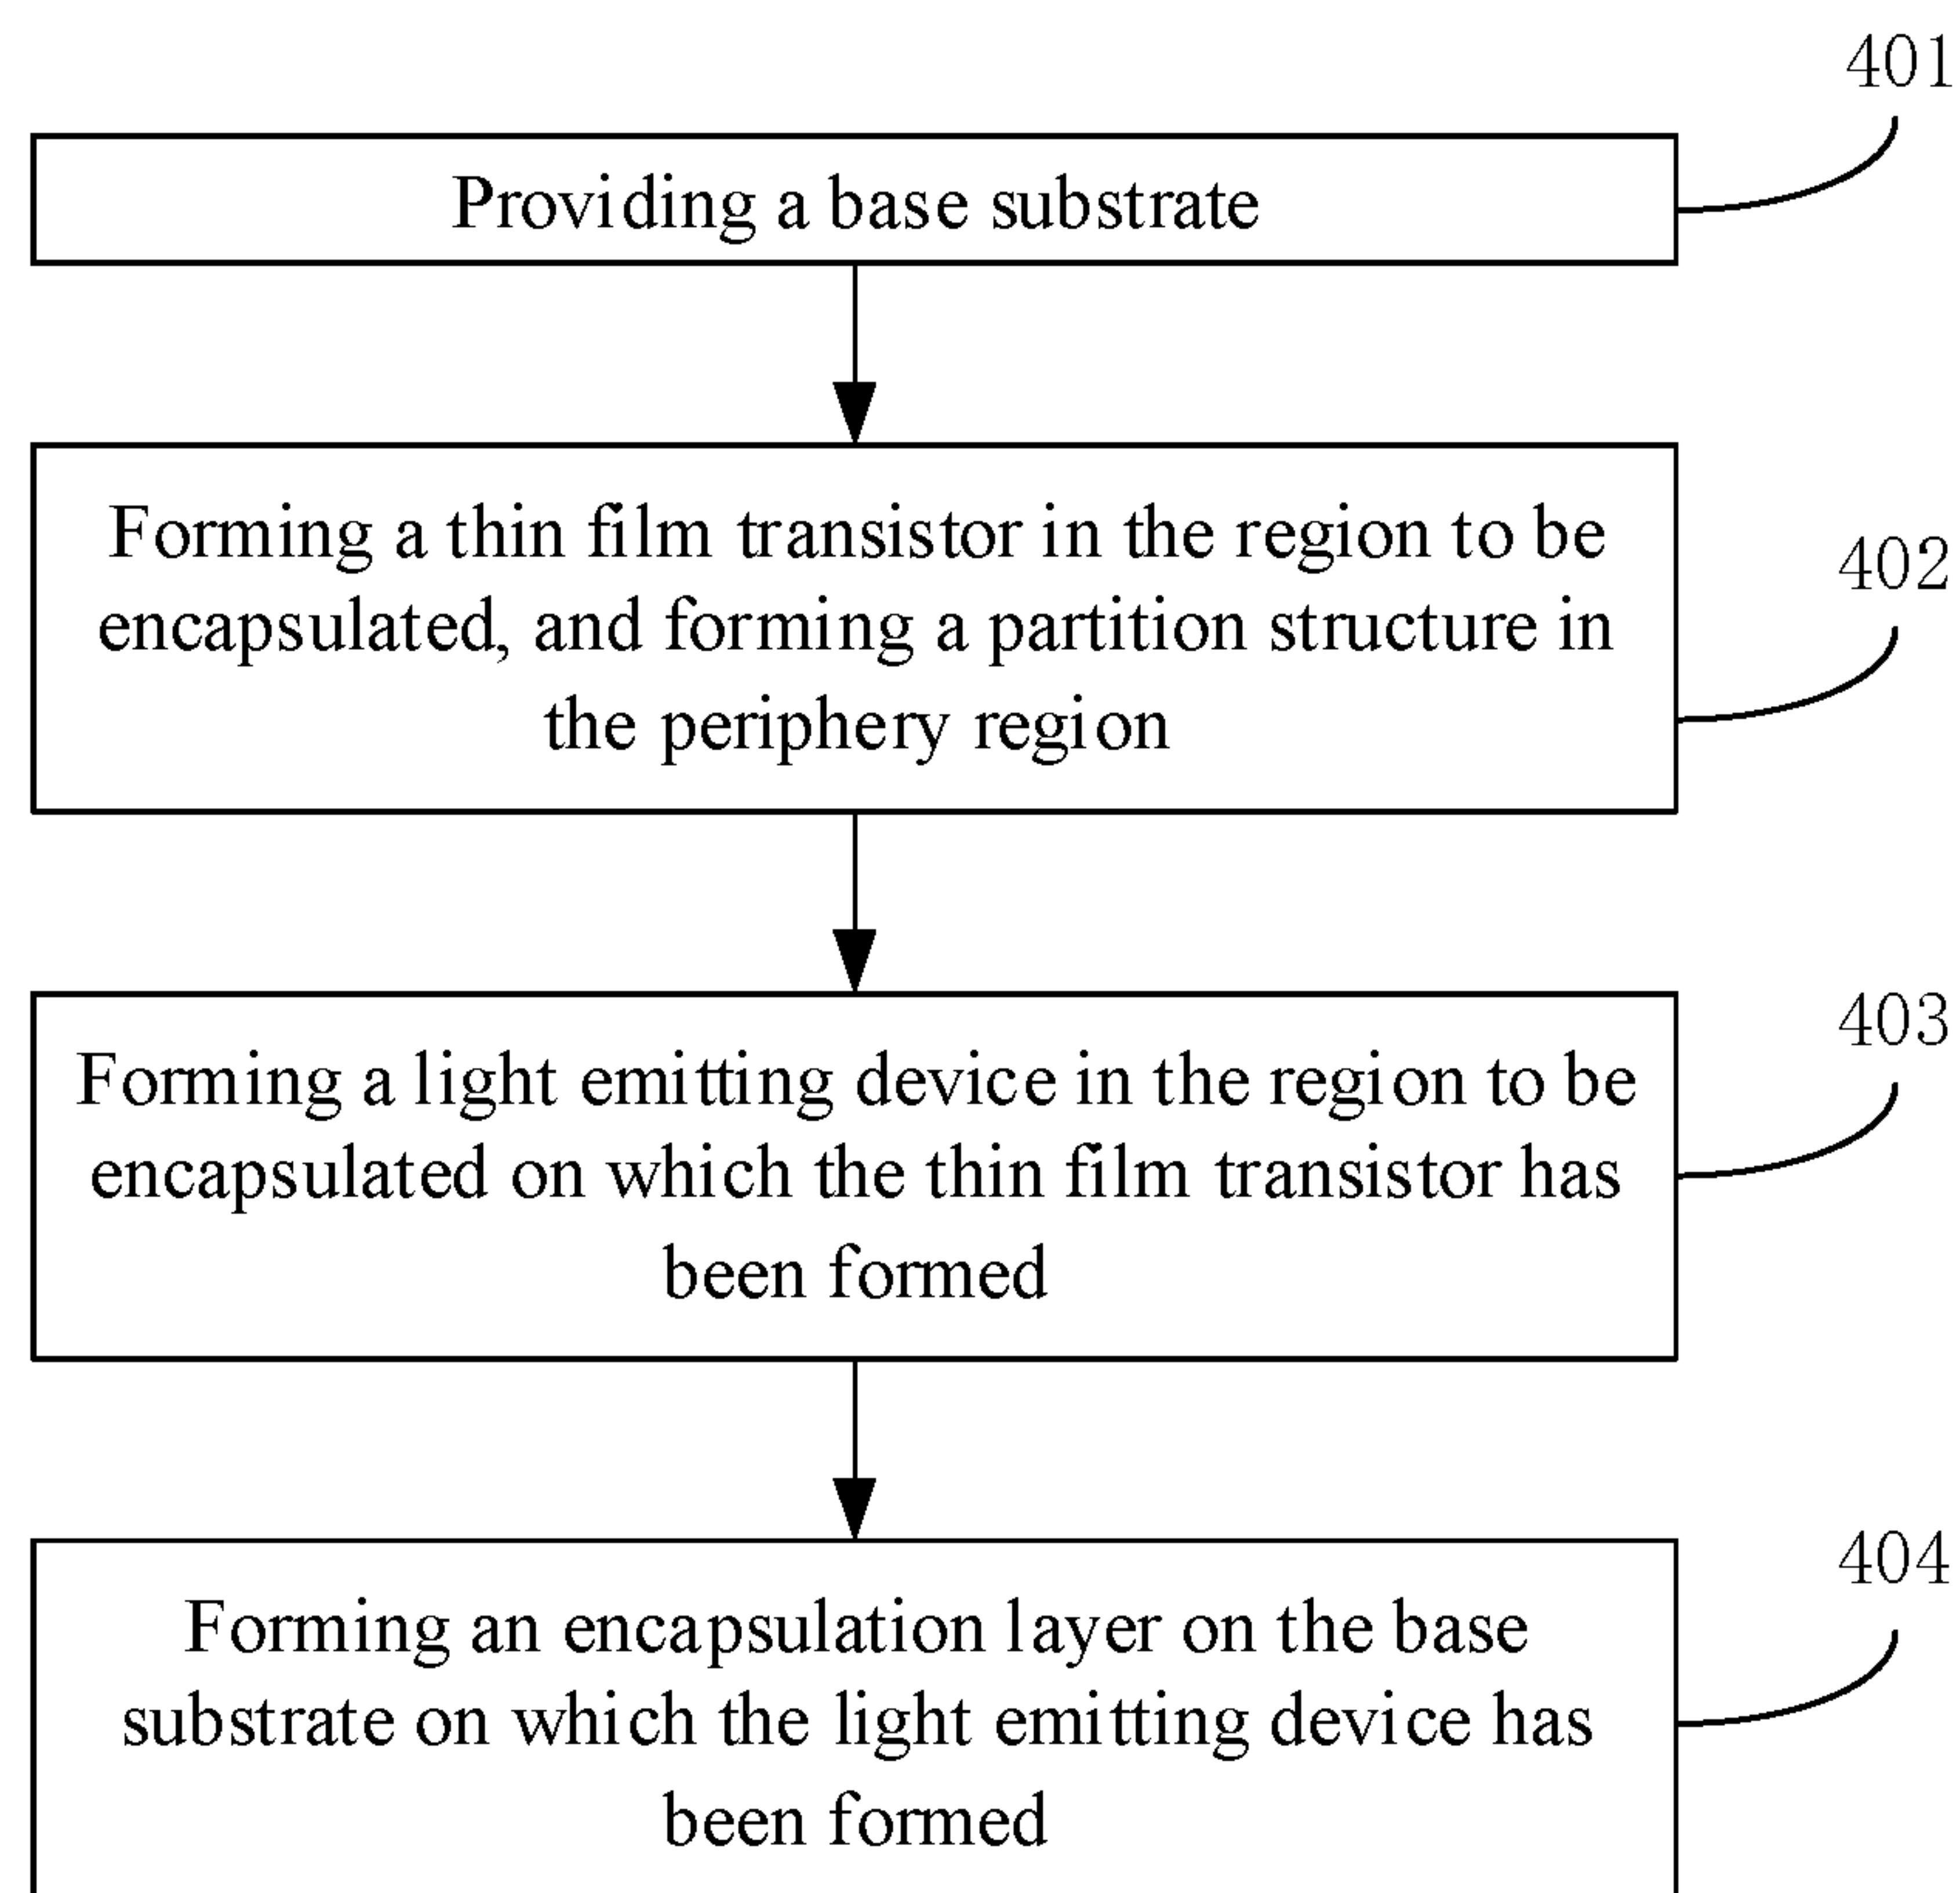 401
Providing a base substrate
Forming a thin film transistor in the region to be
encapsulated, and forming a partition structure in
the periphery region
402
Forming a light emitting device in the region to be
encapsulated on which the thin film transistor has
been formed
403
Forming an encapsulation layer on the base
substrate on which the light emitting device has
been formed
404